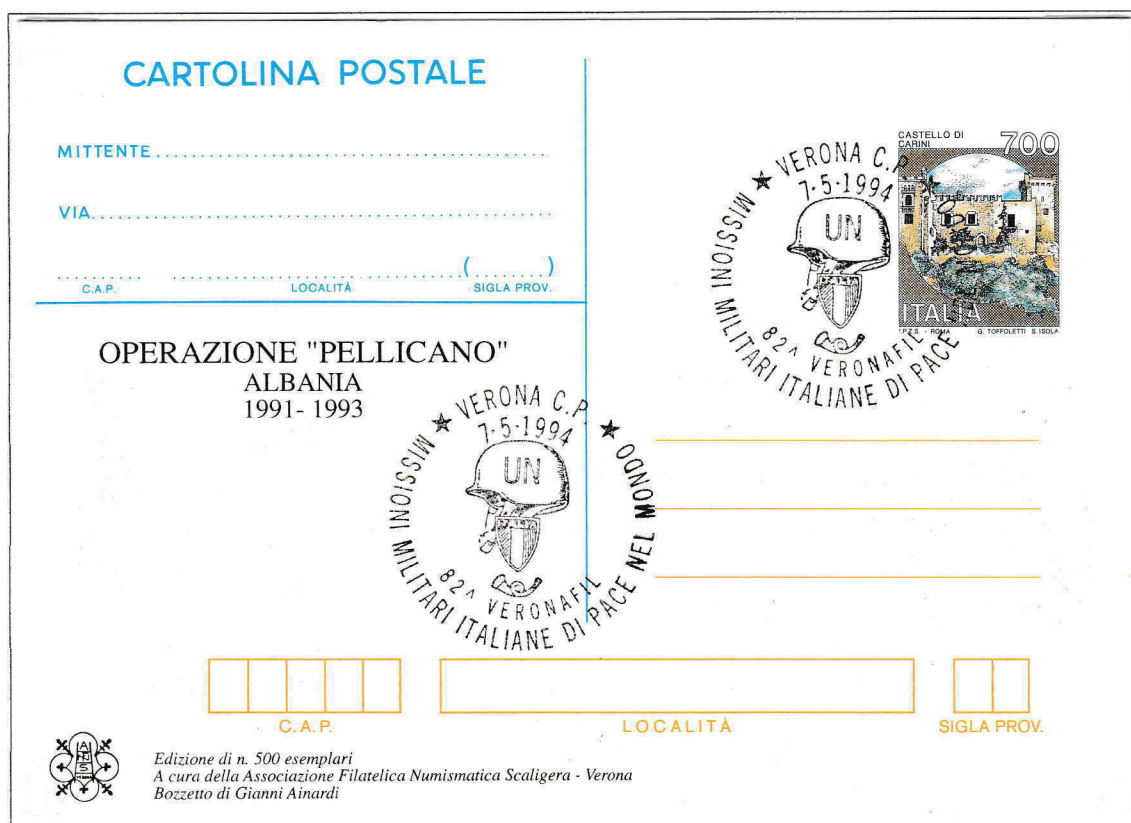 CARTOLINA POSTALE
MITTENTE
VIA
( )
C.A.P. LOCALITÀ SIGLA PROV.
OPERAZIONE "PELLICANO"
ALBANIA
1991- 1993
CASTELLO DI
CARINI
700
ITALIA
I.P.Z.S. - ROMA G. TOFFOLETTI S. ISOLA
★ VERONA C.P.
7-5-1994
UN
82^ VERONAFIL
MISSIONI MILITARI ITALIANE DI PACE
★ VERONA C.P. ★
7-5-1994
UN
82^ VERONAFIL
MISSIONI MILITARI ITALIANE DI PACE NEL MONDO
C.A.P. LOCALITÀ SIGLA PROV.
Edizione di n. 500 esemplari
A cura della Associazione Filatelica Numismatica Scaligera - Verona
Bozzetto di Gianni Ainardi